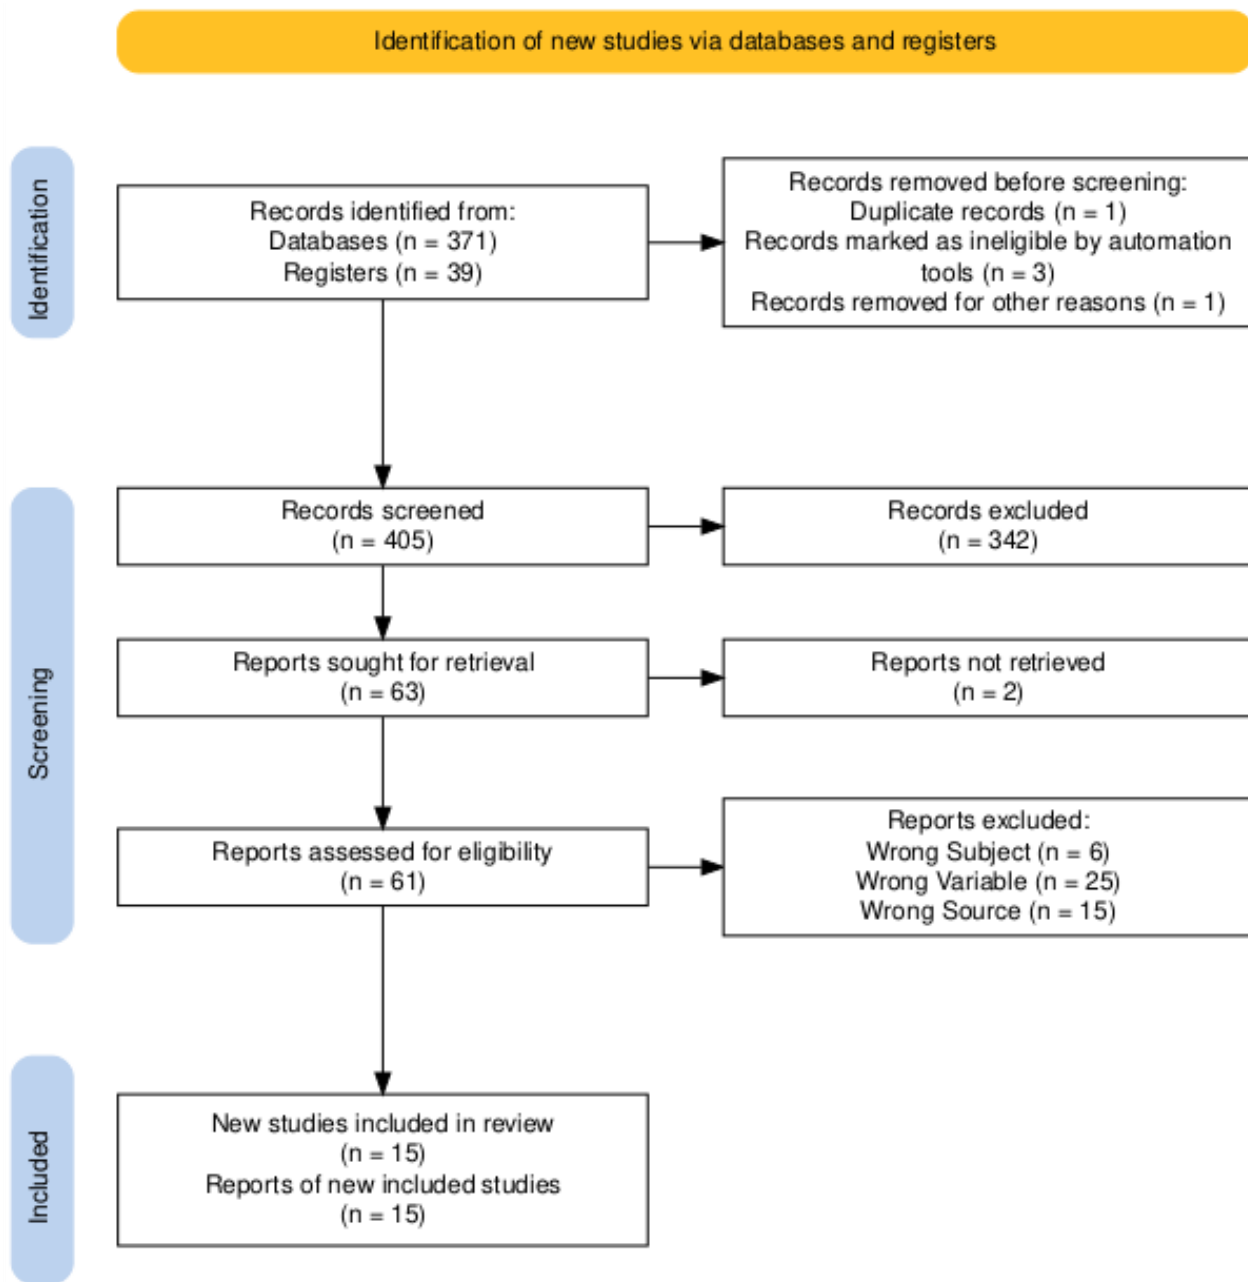 Identification of new studies via databases and registers
Identification
Records identified from:
Databases (n = 371)
Registers (n = 39)
Records removed before screening:
Duplicate records (n = 1)
Records marked as ineligible by automation
tools (n = 3)
Records removed for other reasons (n = 1)
Screening
Records screened
(n = 405)
Records excluded
(n = 342)
Reports sought for retrieval
(n = 63)
Reports not retrieved
(n = 2)
Reports assessed for eligibility
(n = 61)
Reports excluded:
Wrong Subject (n = 6)
Wrong Variable (n = 25)
Wrong Source (n = 15)
Included
New studies included in review
(n = 15)
Reports of new included studies
(n = 15)